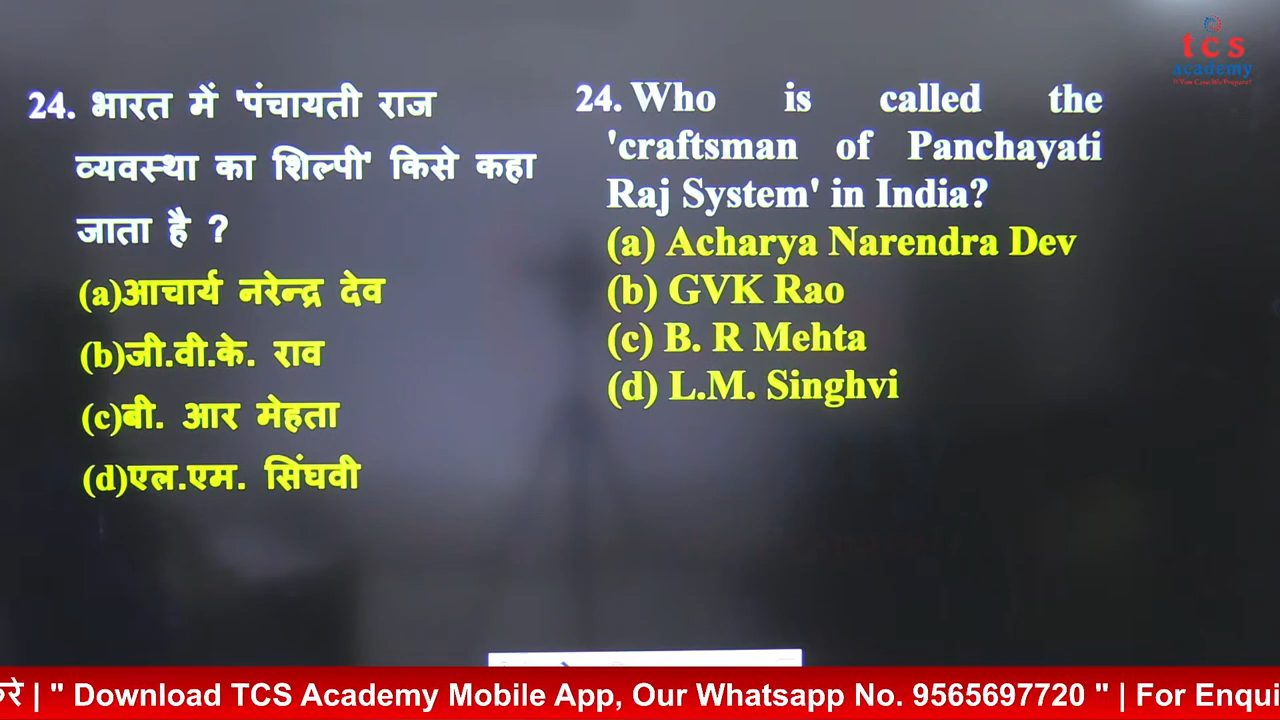 24. भारत में 'पंचायती राज
व्यवस्था का शिल्पी' किसे कहा
जाता है ?
(a)आचार्य नरेन्द्र देव
(b)जी.वी.के. राव
(c)बी. आर मेहता
(d)एल.एम. सिंघवी
24. Who is called the
'craftsman of Panchayati
Raj System' in India?
(a) Acharya Narendra Dev
(b) GVK Rao
(c) B. R Mehta
(d) L.M. Singhvi
tcs
academy
रे | " Download TCS Academy Mobile App, Our Whatsapp No. 9565697720 " | For Enqui